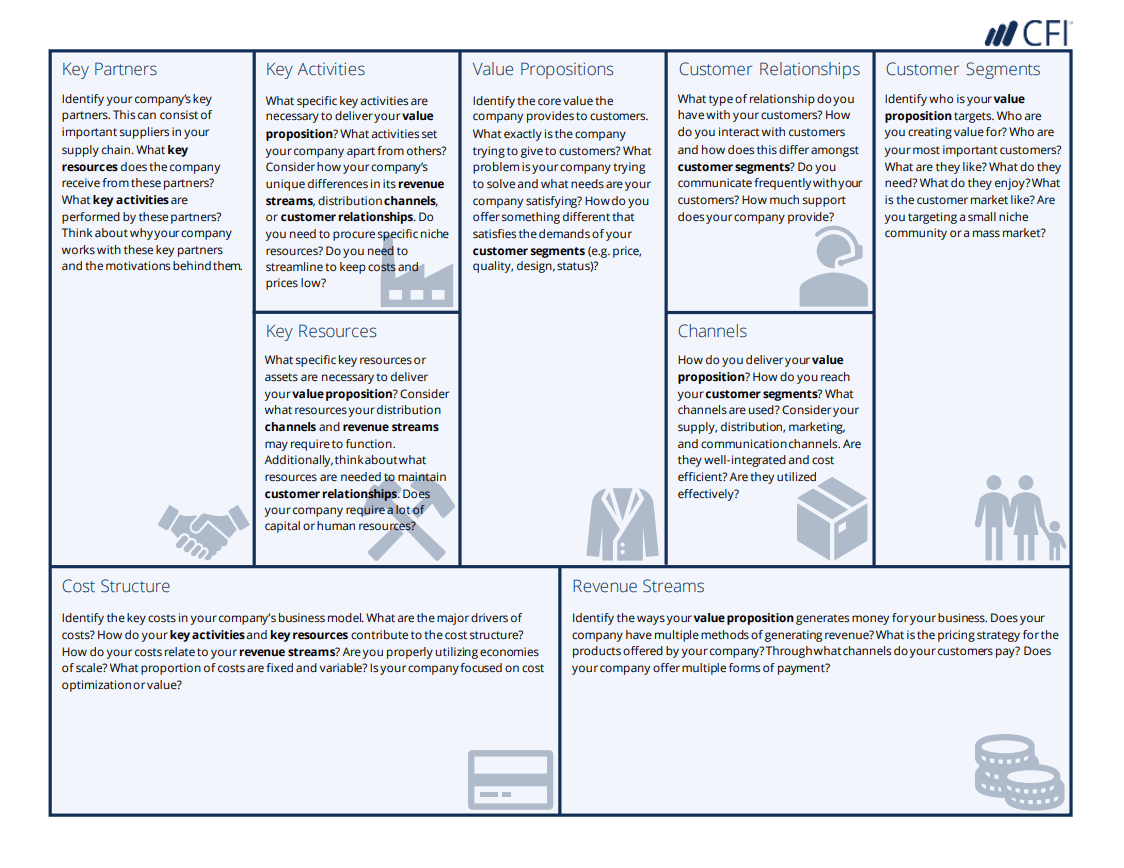 CFI
Key Partners
Identify your company's key
partners. This can consist of
important suppliers in your
supply chain. What key
resources does the company
receive from these partners?
What key activities are
performed by these partners?
Think about why your company
works with these key partners
and the motivations behind them.
Key Activities
What specific key activities are
necessary to deliver your value
proposition? What activities set
your company apart from others?
Consider how your company's
unique differences in its revenue
streams, distribution channels,
or customer relationships. Do
you need to procure specific niche
resources? Do you need to
streamline to keep costs and
prices low?
Key Resources
What specific key resources or
assets are necessary to deliver
your value proposition? Consider
what resources your distribution
channels and revenue streams
may require to function.
Additionally, think about what
resources are needed to maintain
customer relationships. Does
your company require a lot of
capital or human resources?
Value Propositions
Identify the core value the
company provides to customers.
What exactly is the company
trying to give to customers? What
problem is your company trying
to solve and what needs are your
company satisfying? How do you
offer something different that
satisfies the demands of your
customer segments (e.g. price,
quality, design, status)?
Customer Relationships
What type of relationship do you
have with your customers? How
do you interact with customers
and how does this differ amongst
customer segments? Do you
communicate frequently with your
customers? How much support
does your company provide?
Channels
How do you deliver your value
proposition? How do you reach
your customer segments? What
channels are used? Consider your
supply, distribution, marketing,
and communication channels. Are
they well-integrated and cost
efficient? Are they utilized
effectively?
Customer Segments
Identify who is your value
proposition targets. Who are
you creating value for? Who are
your most important customers?
What are they like? What do they
need? What do they enjoy? What
is the customer market like? Are
you targeting a small niche
community or a mass market?
Cost Structure
Identify the key costs in your company's business model. What are the major drivers of
costs? How do your key activities and key resources contribute to the cost structure?
How do your costs relate to your revenue streams? Are you properly utilizing economies
of scale? What proportion of costs are fixed and variable? Is your company focused on cost
optimization or value?
Revenue Streams
Identify the ways your value proposition generates money for your business. Does your
company have multiple methods of generating revenue? What is the pricing strategy for the
products offered by your company? Through what channels do your customers pay? Does
your company offer multiple forms of payment?